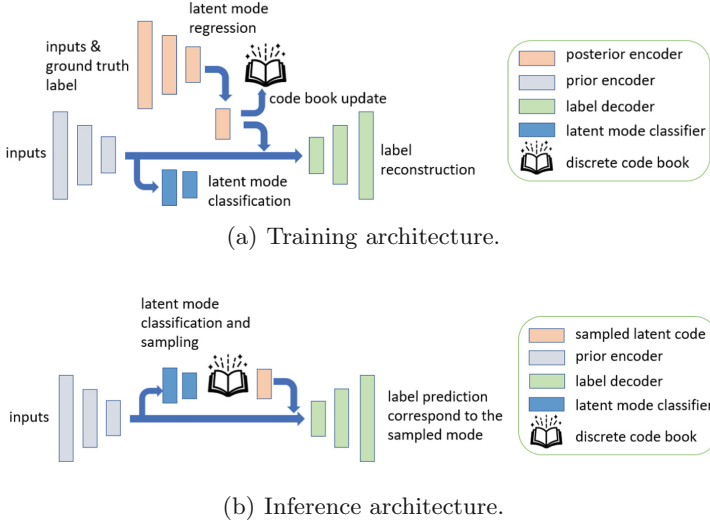 latent mode
regression
inputs &
ground truth
label
code book update
inputs
latent mode
classification
label
reconstruction
posterior encoder
prior encoder
label decoder
latent mode classifier
discrete code book
(a) Training architecture.
latent mode
classification and
sampling
inputs
label prediction
correspond to the
sampled mode
sampled latent code
prior encoder
label decoder
latent mode classifier
discrete code book
(b) Inference architecture.